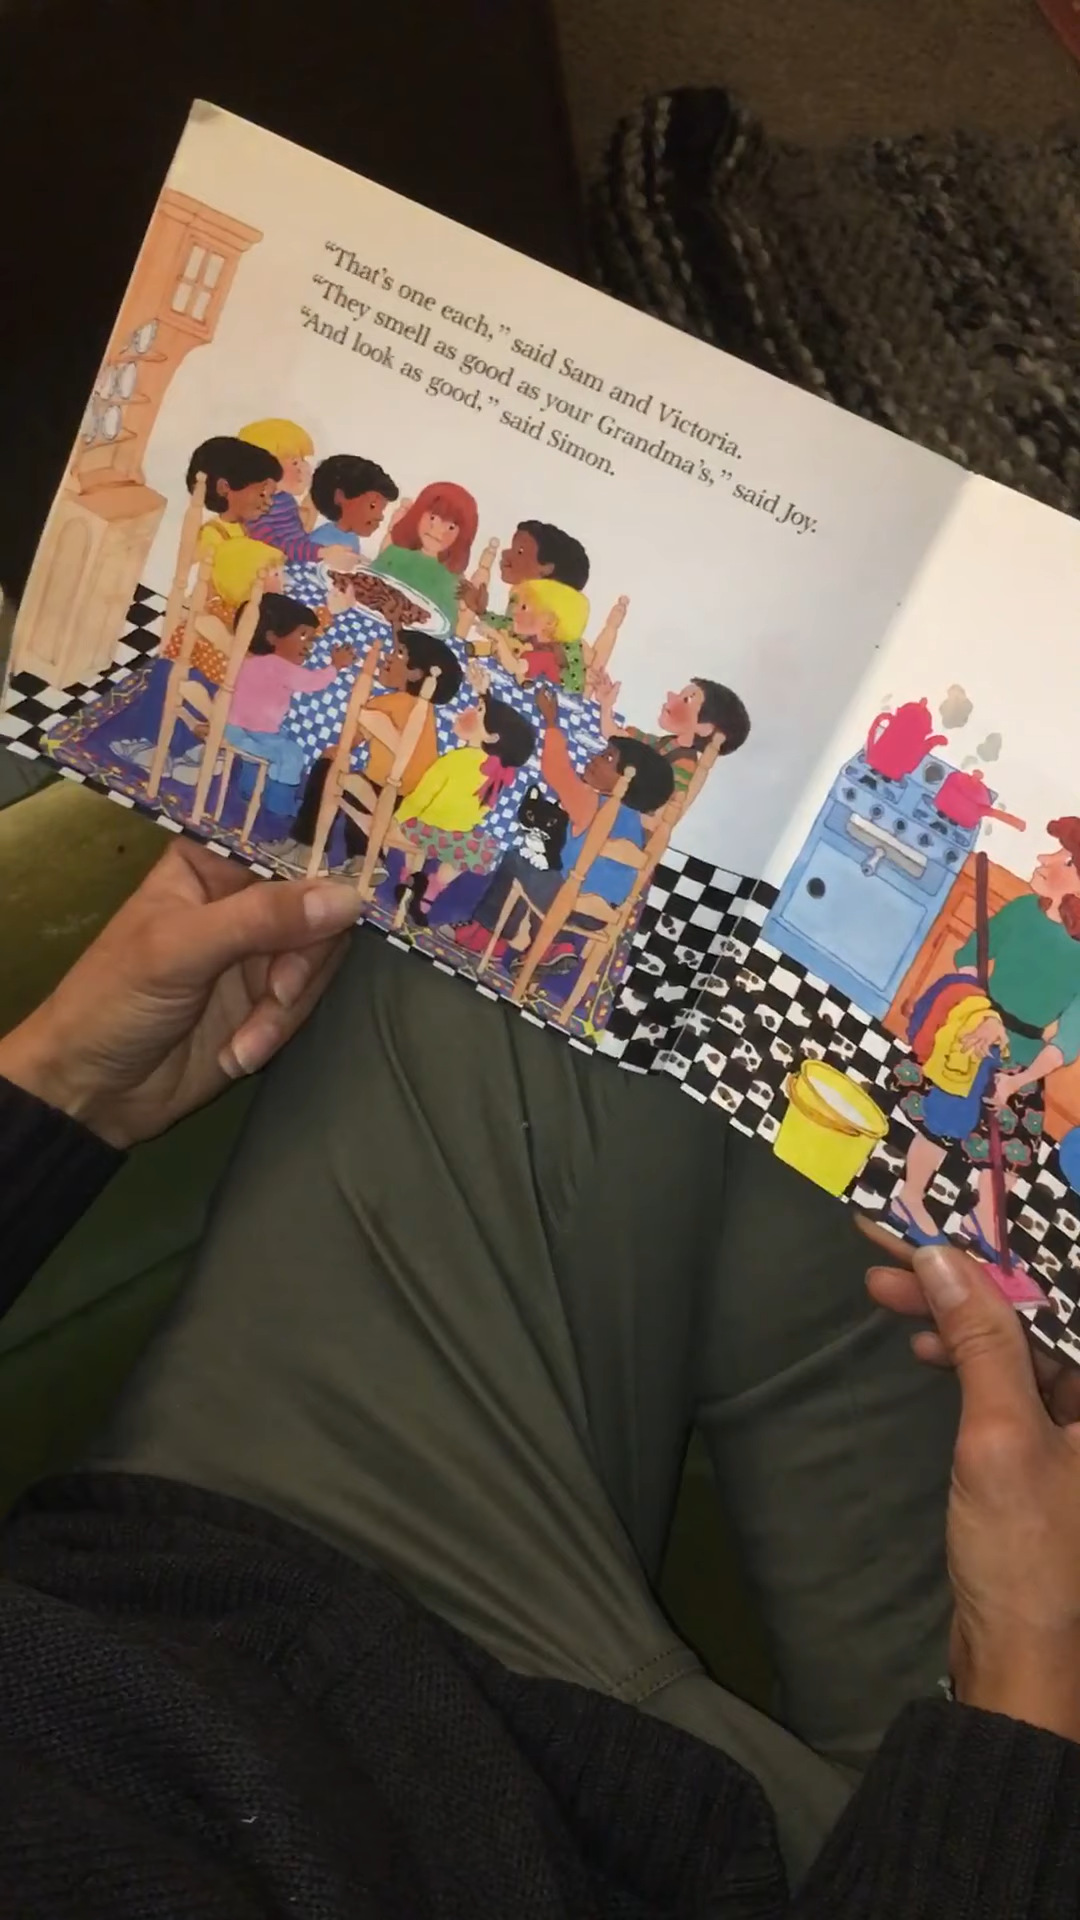 “That’s one each,” said Sam and Victoria.
“They smell as good as your Grandma’s,” said Joy.
“And look as good,” said Simon.